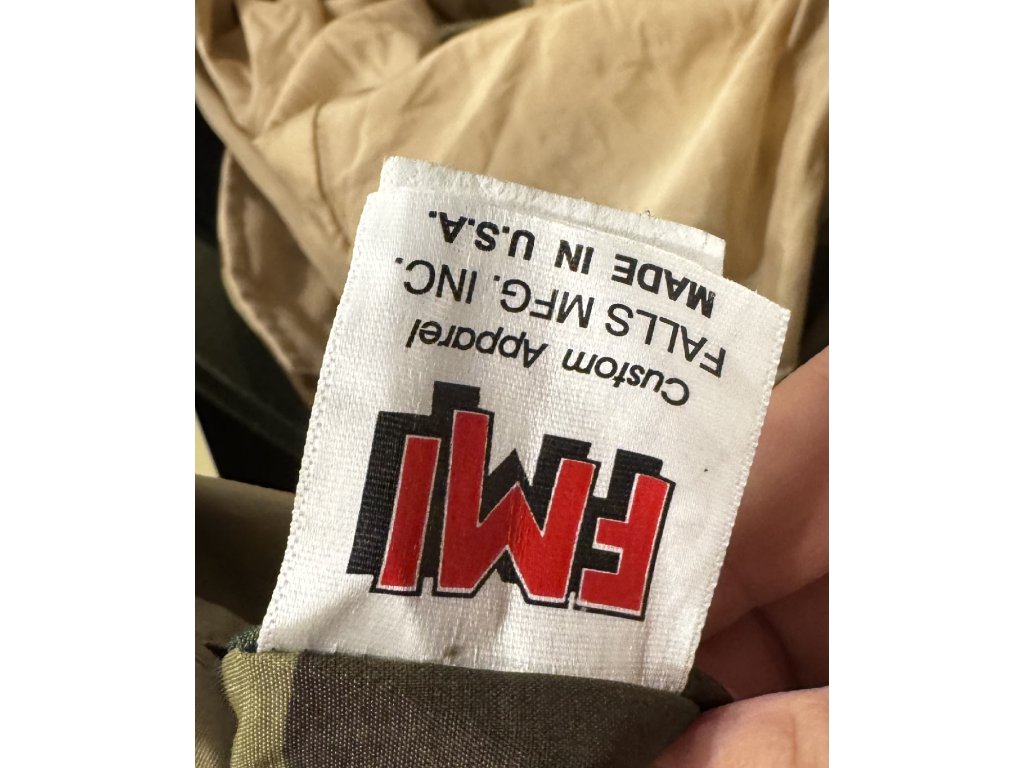 FMI
Custom Apparel
FALLS MFG. INC.
MADE IN U.S.A.